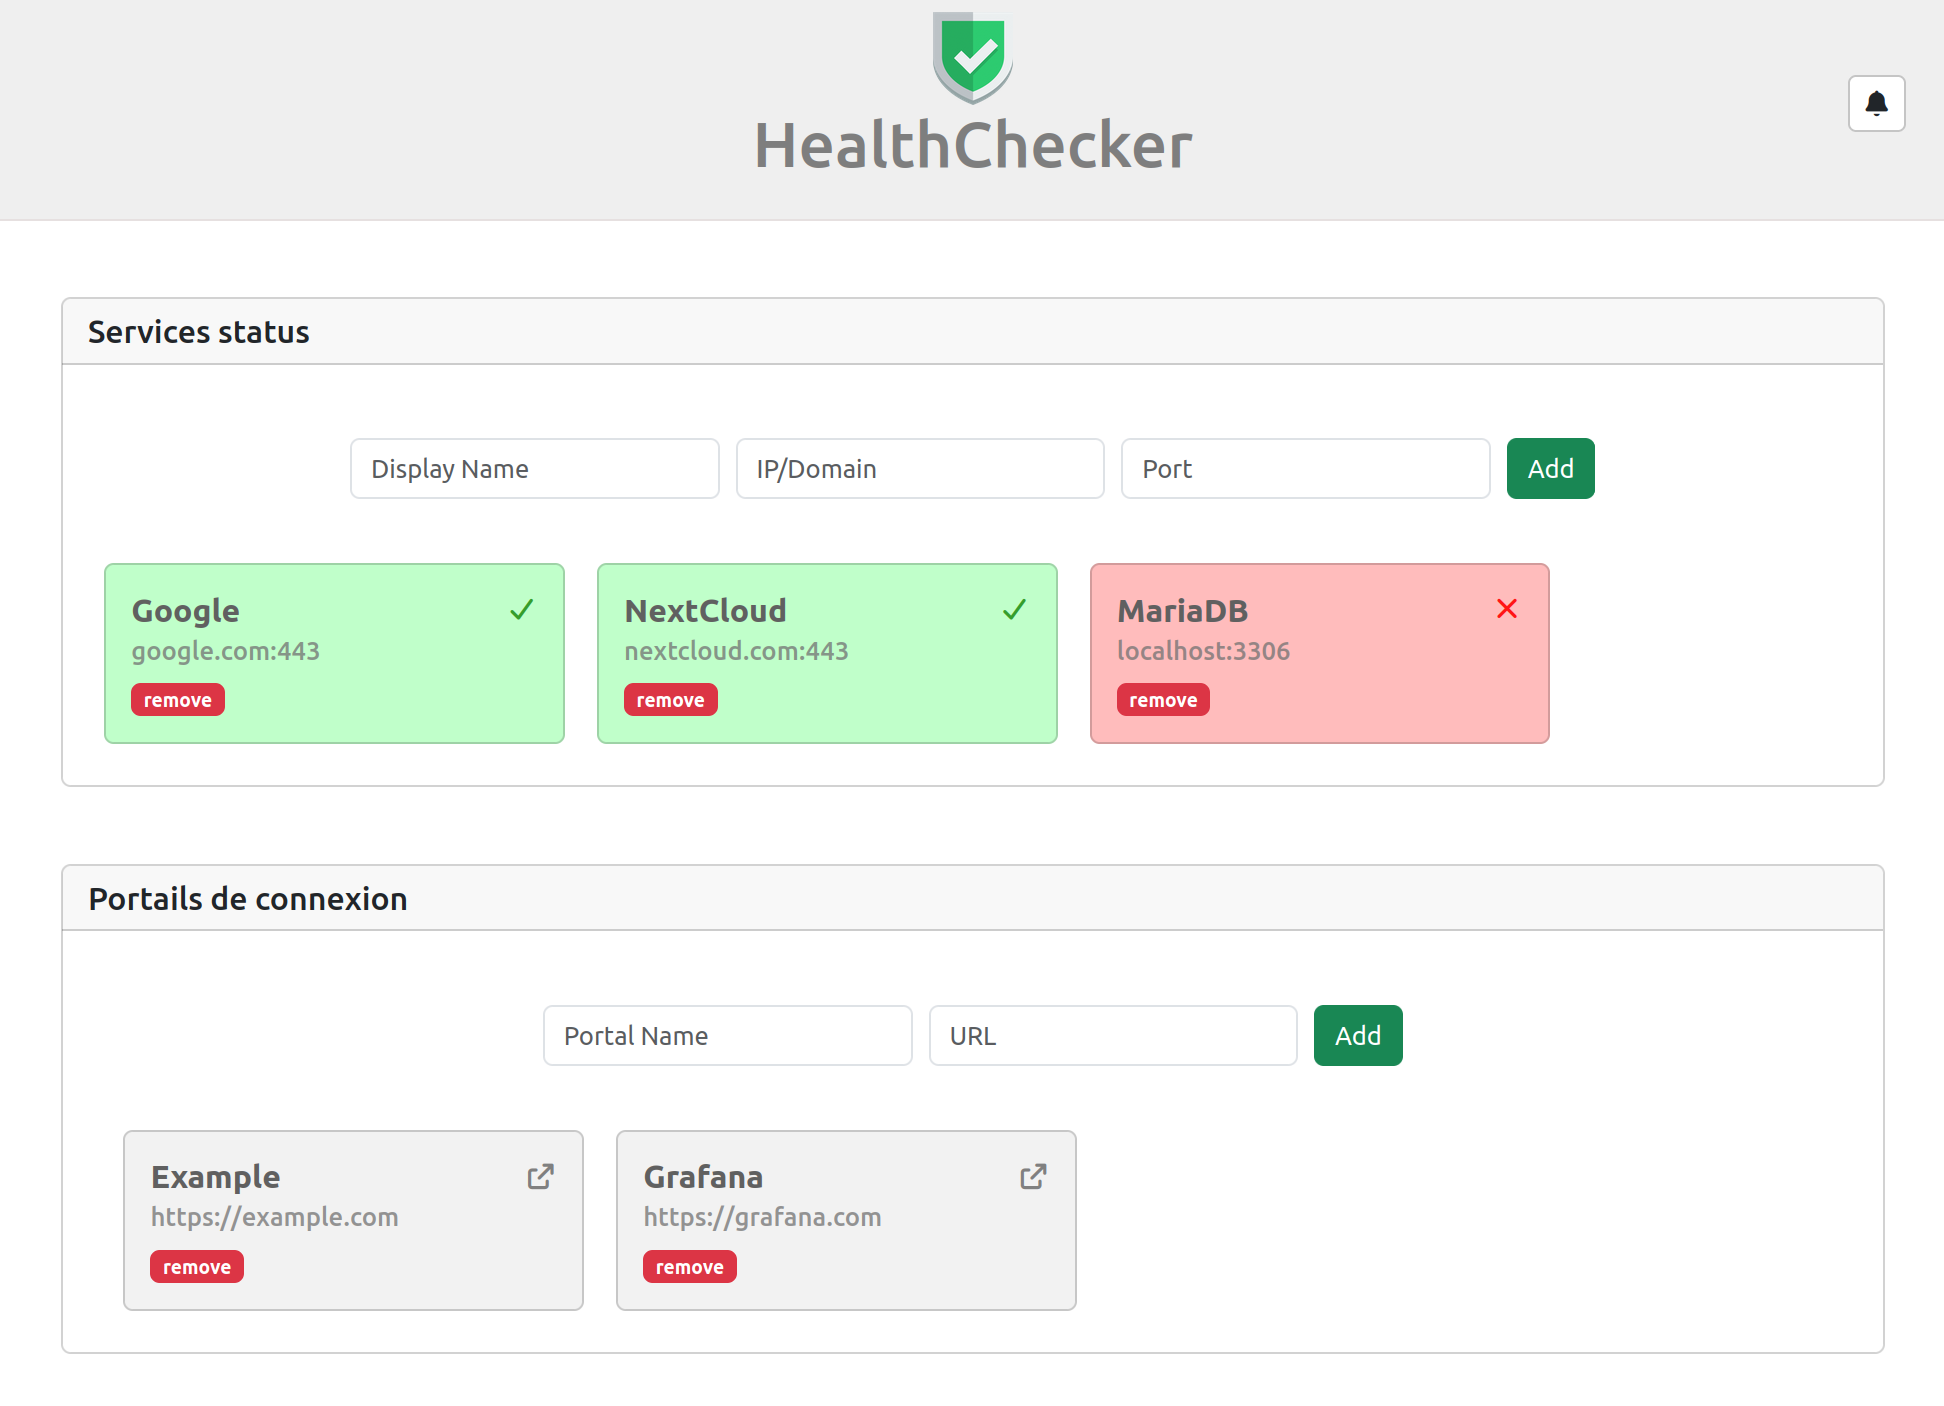 HealthChecker
Services status
Display Name
IP/Domain
Port
Add
Google
google.com:443
remove
NextCloud
nextcloud.com:443
remove
MariaDB
localhost:3306
remove
Portails de connexion
Portal Name
URL
Add
Example
https://example.com
remove
Grafana
https://grafana.com
remove